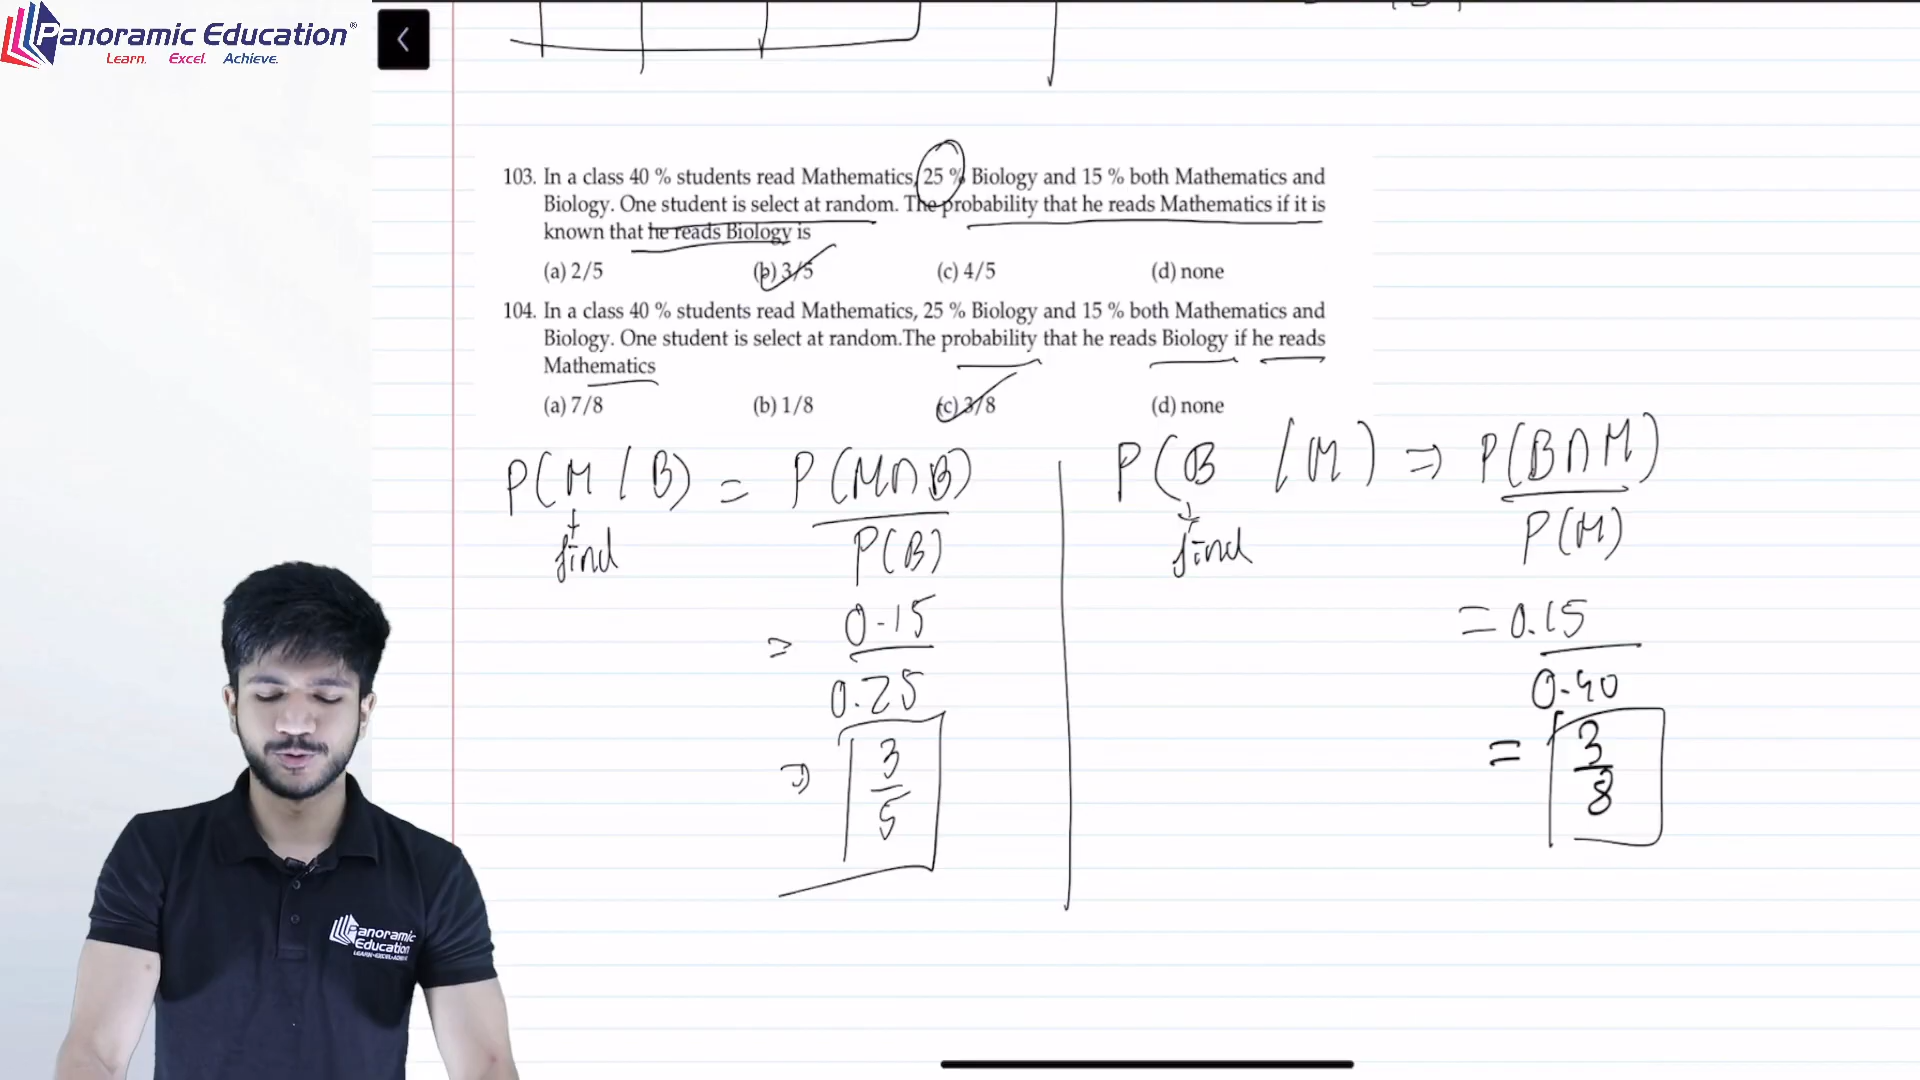 Panoramic Education®
Learn. Excel. Achieve.
103. In a class 40 % students read Mathematics, 25 % Biology and 15 % both Mathematics and
Biology. One student is select at random. The probability that he reads Mathematics if it is
known that he reads Biology is
(a) 2/5 (b) 3/5 (c) 4/5 (d) none
104. In a class 40 % students read Mathematics, 25 % Biology and 15 % both Mathematics and
Biology. One student is select at random.The probability that he reads Biology if he reads
Mathematics
(a) 7/8 (b) 1/8 (c) 3/8 (d) none
P(M / B) = P(M∩B)
P(B)
find
= 0.15
0.25
⇒ 3
5
P(B / M) ⇒ P(B∩M)
P(M)
find
= 0.15
0.40
= 3
8
Panoramic
Education
LEARN•EXCEL•ACHIEVE